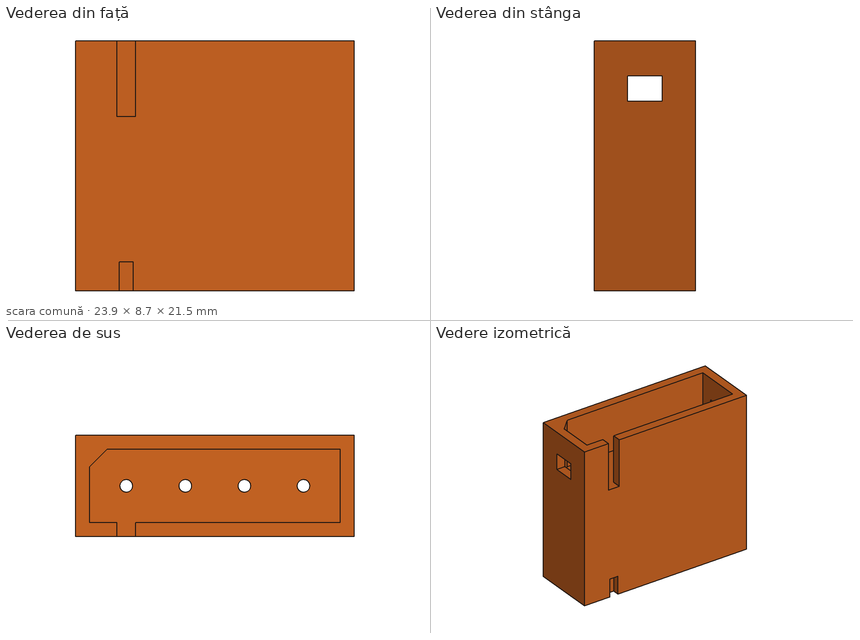 Vederea din față
Vederea din stânga
scara comună · 23.9 × 8.7 × 21.5 mm
Vederea de sus
Vedere izometrică